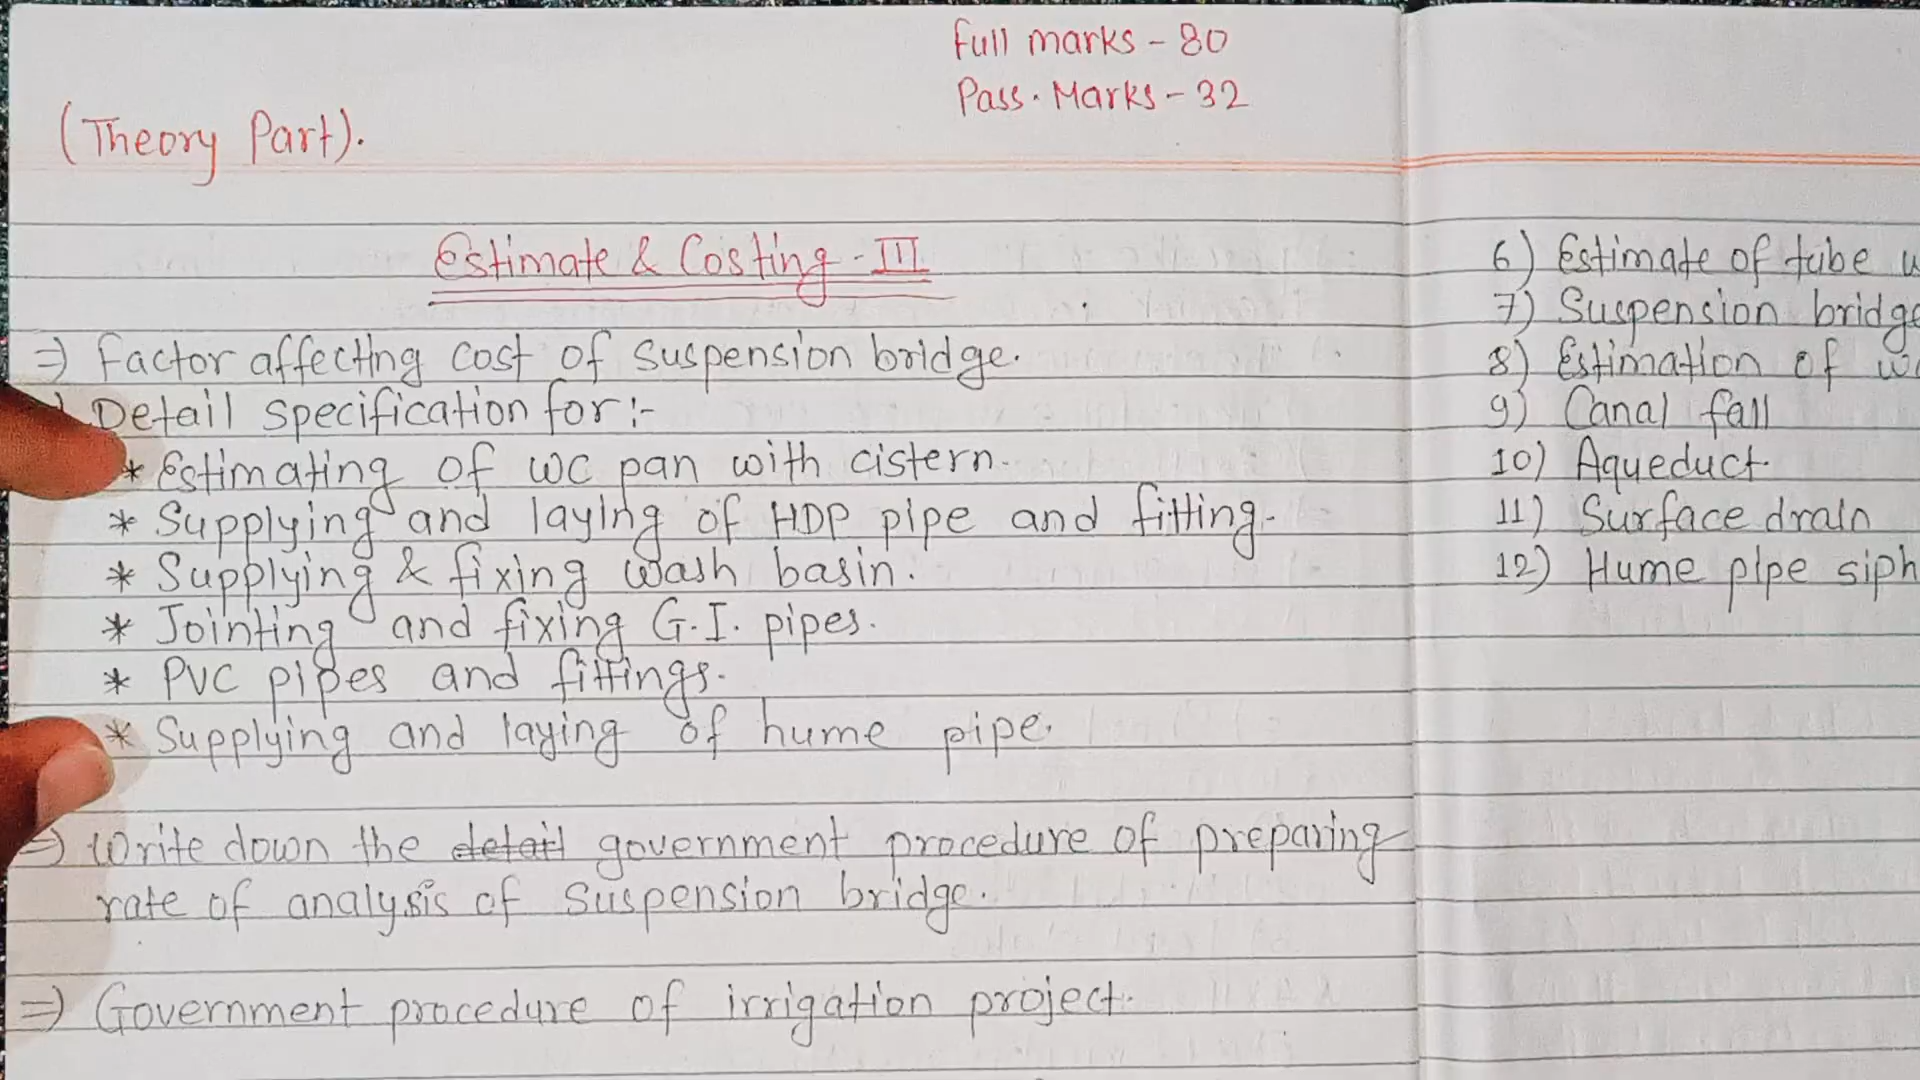 Full marks - 80
Pass. Marks - 32
(Theory Part).
Estimate & Costing - III
⇒ Factor affecting cost of suspension bridge.
Detail specification for:-
* Estimating of WC pan with cistern.
* Supplying and laying of HDP pipe and fitting.
* Supplying & fixing wash basin.
* Jointing and fixing G.I. pipes.
* PVC pipes and fittings.
* Supplying and laying of hume pipe.
⇒ Write down the detail government procedure of preparing
rate of analysis of suspension bridge.
⇒ Government procedure of irrigation project.
6) Estimate of tube
7) Suspension bridge
8) Estimation of
9) Canal fall
10) Aqueduct.
11) Surface drain
12) Hume pipe siph